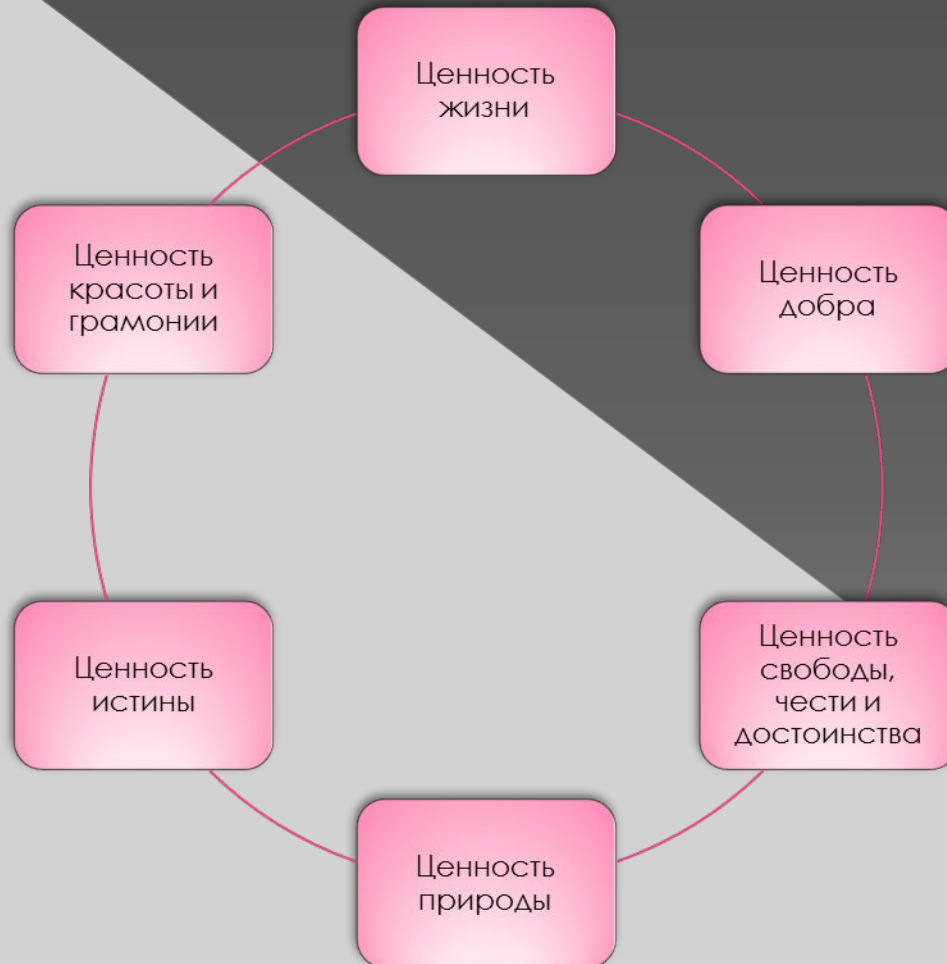 Ценность
жизни
Ценность
добра
Ценность
свободы,
чести и
достоинства
Ценность
природы
Ценность
истины
Ценность
красоты и
грамонии